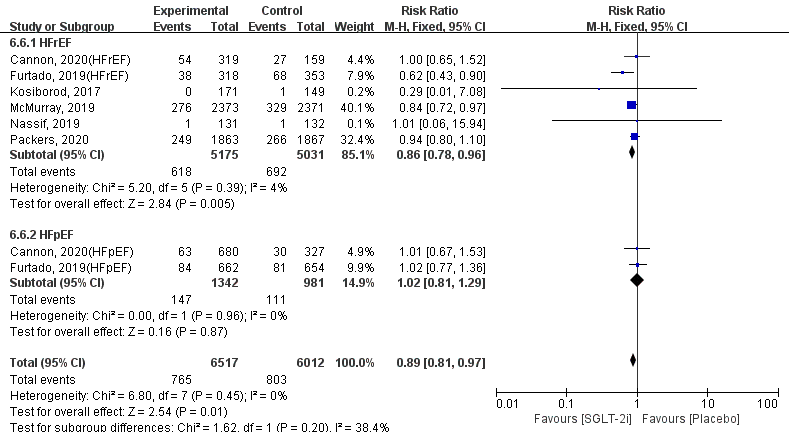 Experimental Control Risk Ratio Risk Ratio
Study or Subgroup Events Total Events Total Weight M-H, Fixed, 95% CI M-H, Fixed, 95% CI
6.6.1 HFrEF
Cannon, 2020(HFrEF) 54 319 27 159 4.4% 1.00 [0.65, 1.52]
Furtado, 2019(HFrEF) 38 318 68 353 7.9% 0.62 [0.43, 0.90]
Kosiborod, 2017 0 171 1 149 0.2% 0.29 [0.01, 7.08]
McMurray, 2019 276 2373 329 2371 40.1% 0.84 [0.72, 0.97]
Nassif, 2019 1 131 1 132 0.1% 1.01 [0.06, 15.94]
Packers, 2020 249 1863 266 1867 32.4% 0.94 [0.80, 1.10]
Subtotal (95% CI) 5175 5031 85.1% 0.86 [0.78, 0.96]
Total events 618 692
Heterogeneity: Chi² = 5.20, df = 5 (P = 0.39); I² = 4%
Test for overall effect: Z = 2.84 (P = 0.005)
6.6.2 HFpEF
Cannon, 2020(HFpEF) 63 680 30 327 4.9% 1.01 [0.67, 1.53]
Furtado, 2019(HFpEF) 84 662 81 654 9.9% 1.02 [0.77, 1.36]
Subtotal (95% CI) 1342 981 14.9% 1.02 [0.81, 1.29]
Total events 147 111
Heterogeneity: Chi² = 0.00, df = 1 (P = 0.96); I² = 0%
Test for overall effect: Z = 0.16 (P = 0.87)
Total (95% CI) 6517 6012 100.0% 0.89 [0.81, 0.97]
Total events 765 803
Heterogeneity: Chi² = 6.80, df = 7 (P = 0.45); I² = 0%
Test for overall effect: Z = 2.54 (P = 0.01)
Test for subgroup differences: Chi² = 1.62, df = 1 (P = 0.20), I² = 38.4%
0.01 0.1 1 10 100
Favours [SGLT-2i] Favours [Placebo]